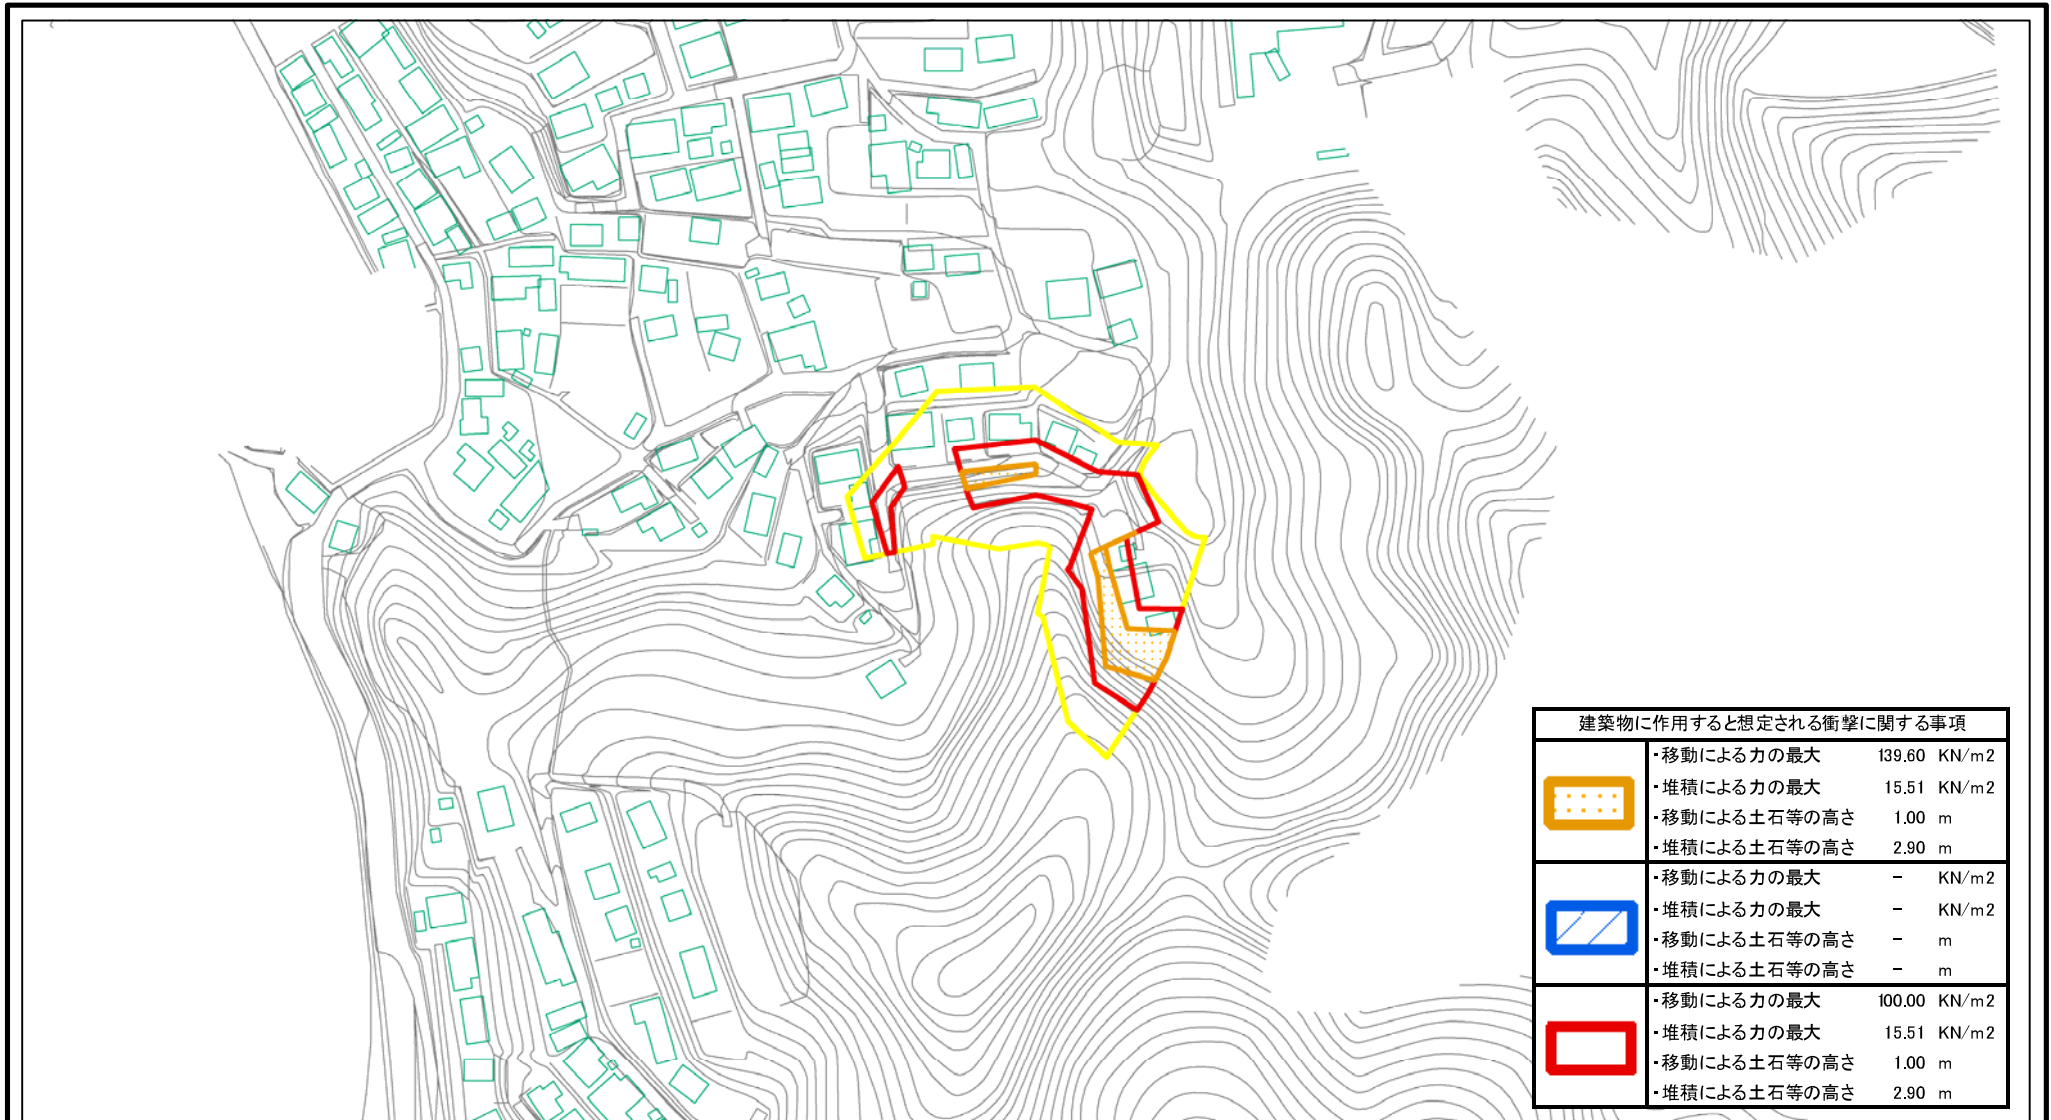 建築物に作用すると想定される衝撃に関する事項
・移動による力の最大 139.60 KN/m2
・堆積による力の最大 15.51 KN/m2
・移動による土石等の高さ 1.00 m
・堆積による土石等の高さ 2.90 m
・移動による力の最大 － KN/m2
・堆積による力の最大 － KN/m2
・移動による土石等の高さ － m
・堆積による土石等の高さ － m
・移動による力の最大 100.00 KN/m2
・堆積による力の最大 15.51 KN/m2
・移動による土石等の高さ 1.00 m
・堆積による土石等の高さ 2.90 m